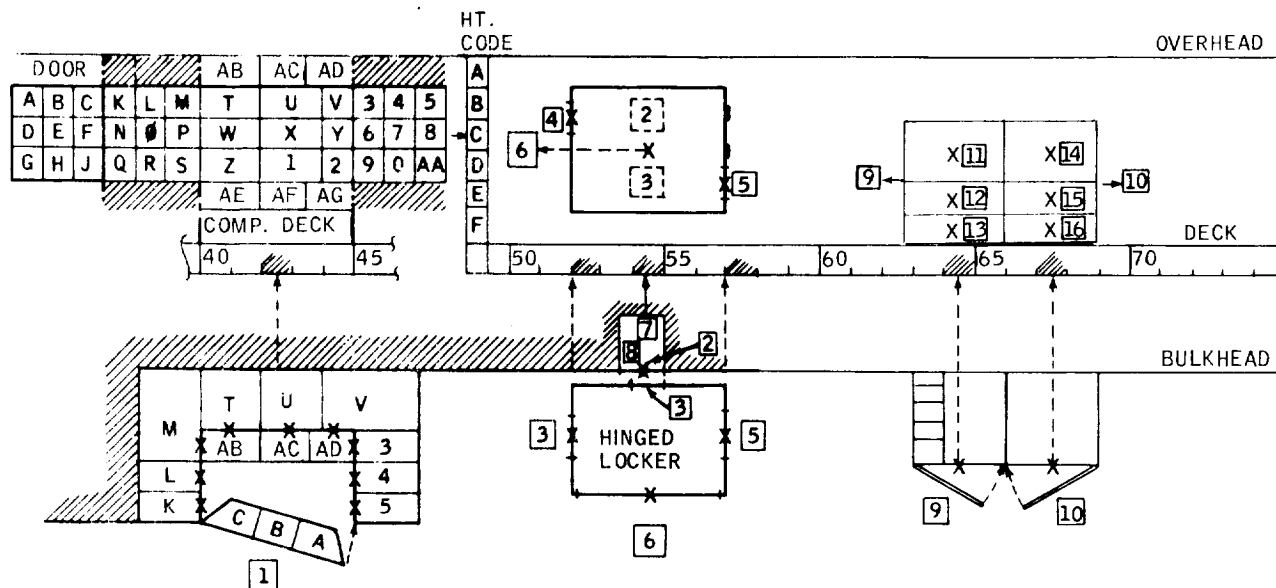 HT.
CODE
OVERHEAD
DOOR AB AC AD A
A B C K L M T U V 3 4 5 B
D E F N Ø P W X Y 6 7 8 C
G H J Q R S Z 1 2 9 0 AA D
AE AF AG E
COMP. DECK F
4 2 6 3 5
9 11 14 10
12 15
13 16
DECK
40 45 50 55 60 65 70
7
8 2
BULKHEAD
T U V
M
AB AC AD 3
L 4
K 5
C B A
1
3
3 HINGED 5
LOCKER
6
9 10